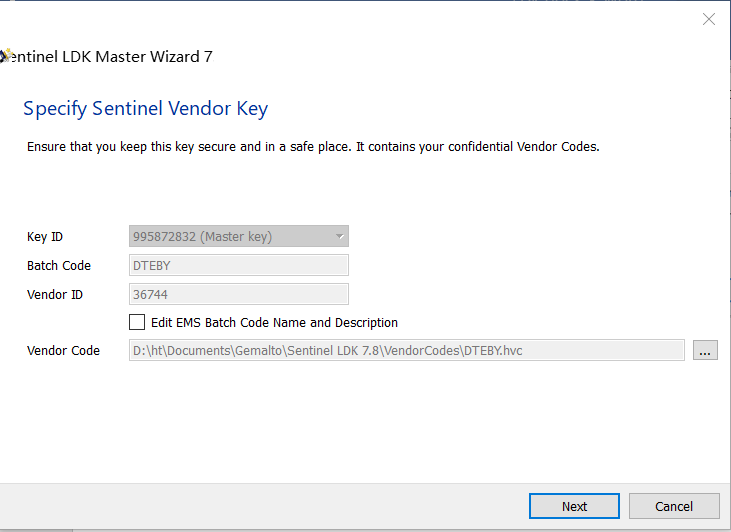 Sentinel LDK Master Wizard 7
Specify Sentinel Vendor Key
Ensure that you keep this key secure and in a safe place. It contains your confidential Vendor Codes.
Key ID 995872832 (Master key)
Batch Code DTEBY
Vendor ID 36744
Edit EMS Batch Code Name and Description
Vendor Code D:\ht\Documents\Gemalto\Sentinel LDK 7.8\VendorCodes\DTEBY.hvc ...
Next Cancel